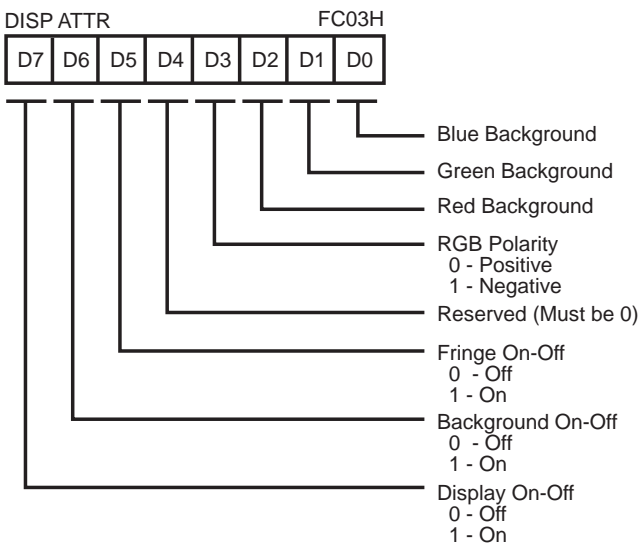 DISP ATTR FC03H
D7 D6 D5 D4 D3 D2 D1 D0
Blue Background
Green Background
Red Background
RGB Polarity
0 - Positive
1 - Negative
Reserved (Must be 0)
Fringe On-Off
0 - Off
1 - On
Background On-Off
0 - Off
1 - On
Display On-Off
0 - Off
1 - On